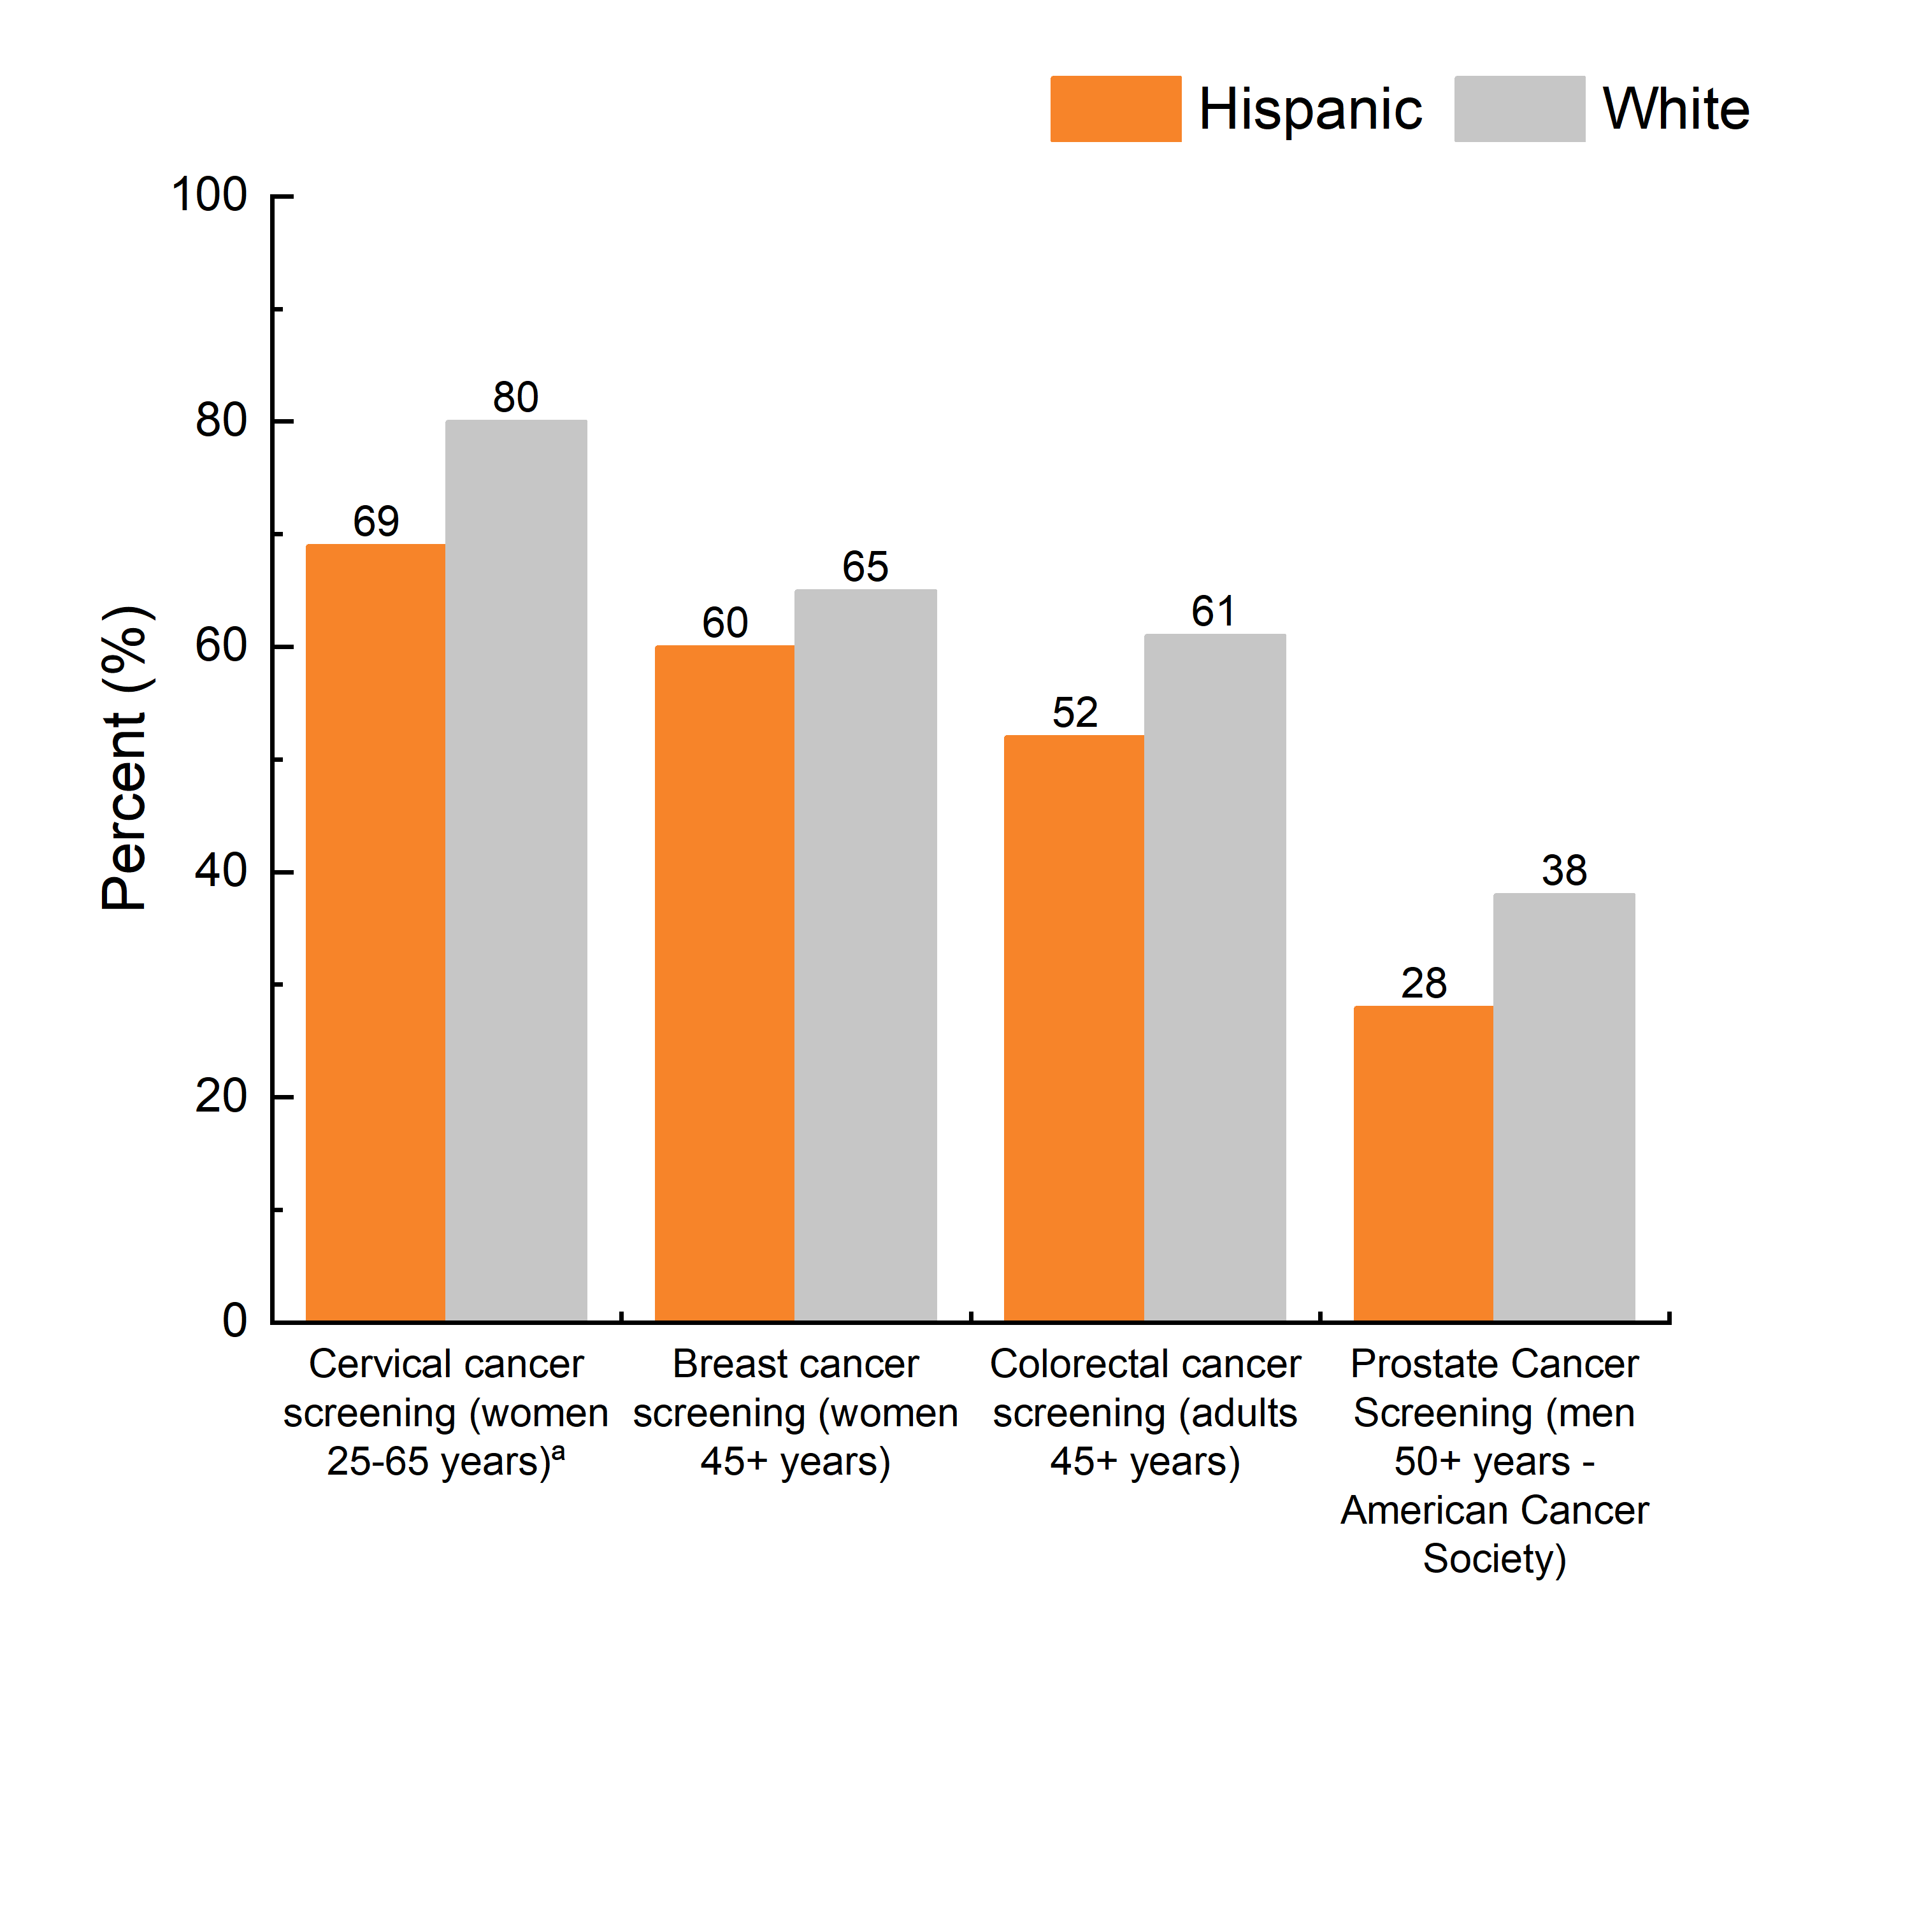 Hispanic White
100
80
60
40
20
0
Percent (%)
69
80
60
65
52
61
28
38
Cervical cancer
screening (women
25-65 years)ª
Breast cancer
screening (women
45+ years)
Colorectal cancer
screening (adults
45+ years)
Prostate Cancer
Screening (men
50+ years -
American Cancer
Society)